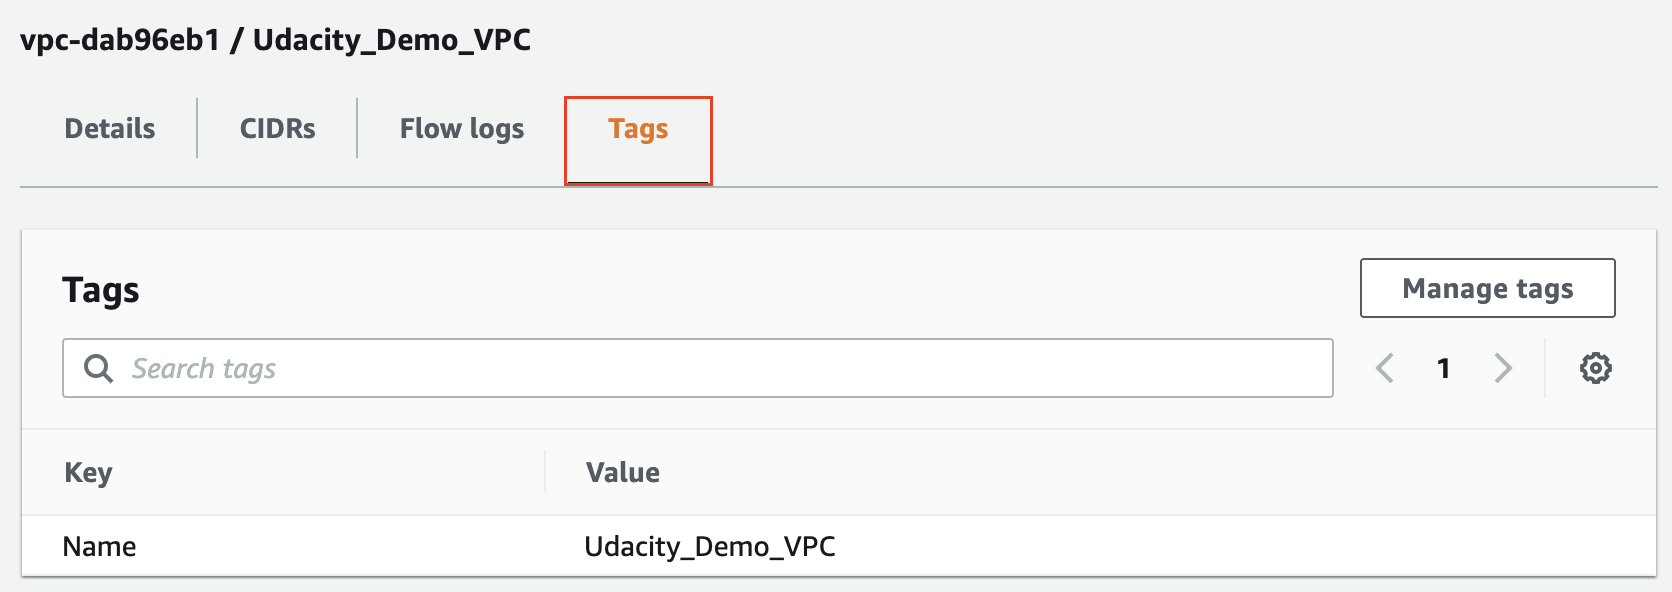 vpc-dab96eb1 / Udacity_Demo_VPC
Details CIDRs Flow logs Tags
Tags
Manage tags
Search tags
1
Key Value
Name Udacity_Demo_VPC